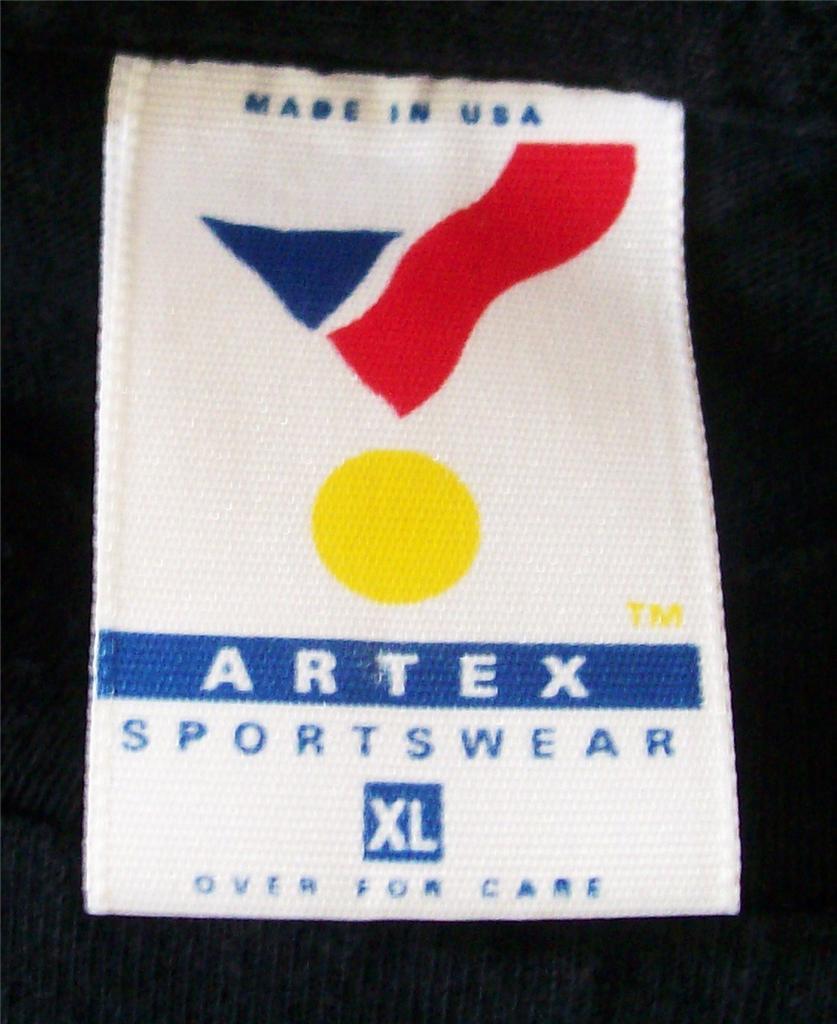 MADE IN USA
TM
ARTEX
SPORTSWEAR
XL
OVER FOR CARE